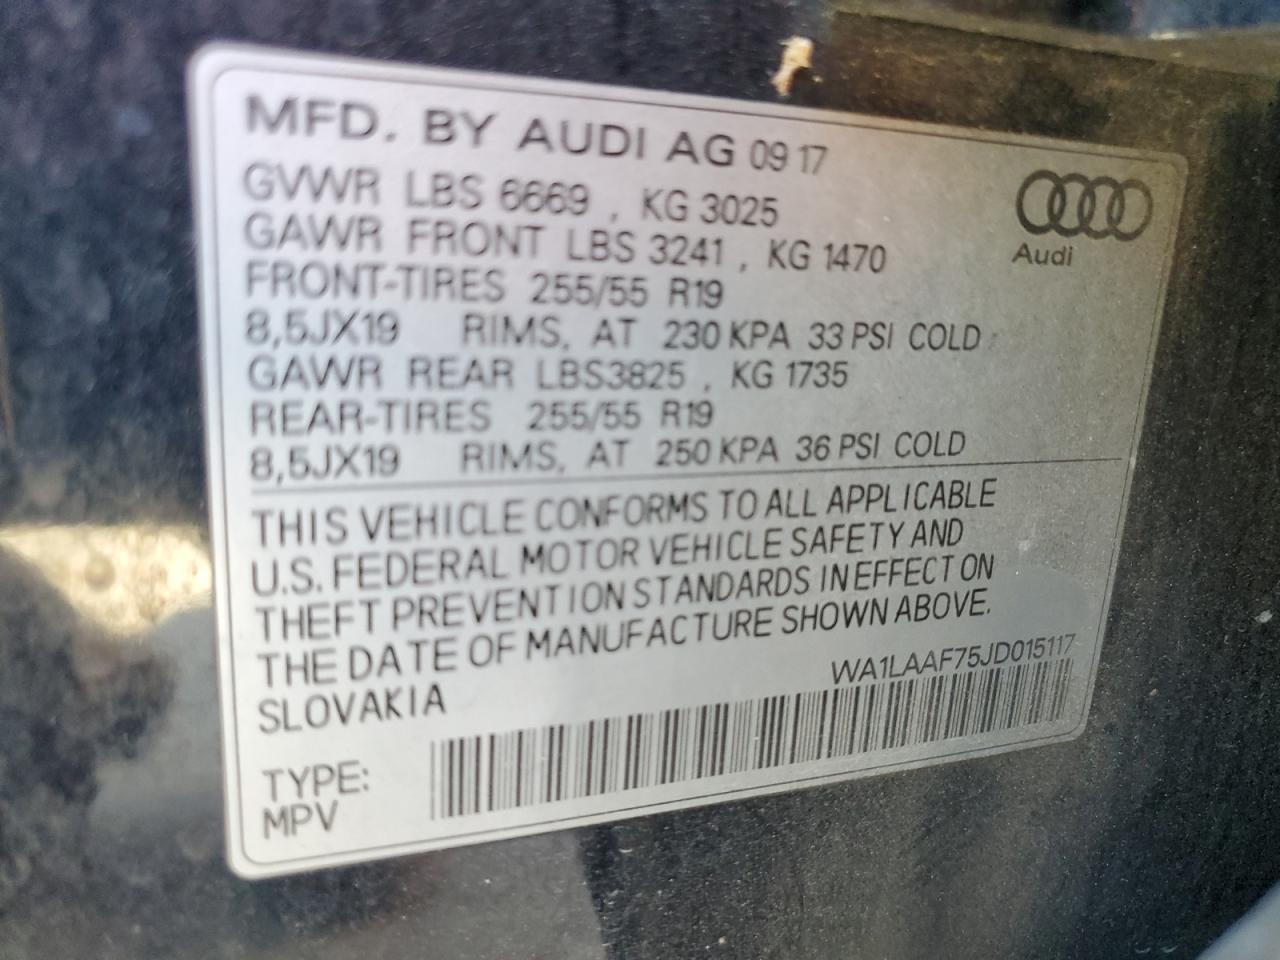 MFD. BY AUDI AG 09 17
GVWR LBS 6669 , KG 3025
GAWR FRONT LBS 3241 , KG 1470
FRONT-TIRES 255/55 R19
8,5JX19 RIMS, AT 230 KPA 33 PSI COLD
GAWR REAR LBS3825 , KG 1735
REAR-TIRES 255/55 R19
8,5JX19 RIMS, AT 250 KPA 36 PSI COLD
Audi
THIS VEHICLE CONFORMS TO ALL APPLICABLE
U.S. FEDERAL MOTOR VEHICLE SAFETY AND
THEFT PREVENTION STANDARDS IN EFFECT ON
THE DATE OF MANUFACTURE SHOWN ABOVE.
SLOVAKIA
WA1LAAF75JD015117
TYPE:
MPV